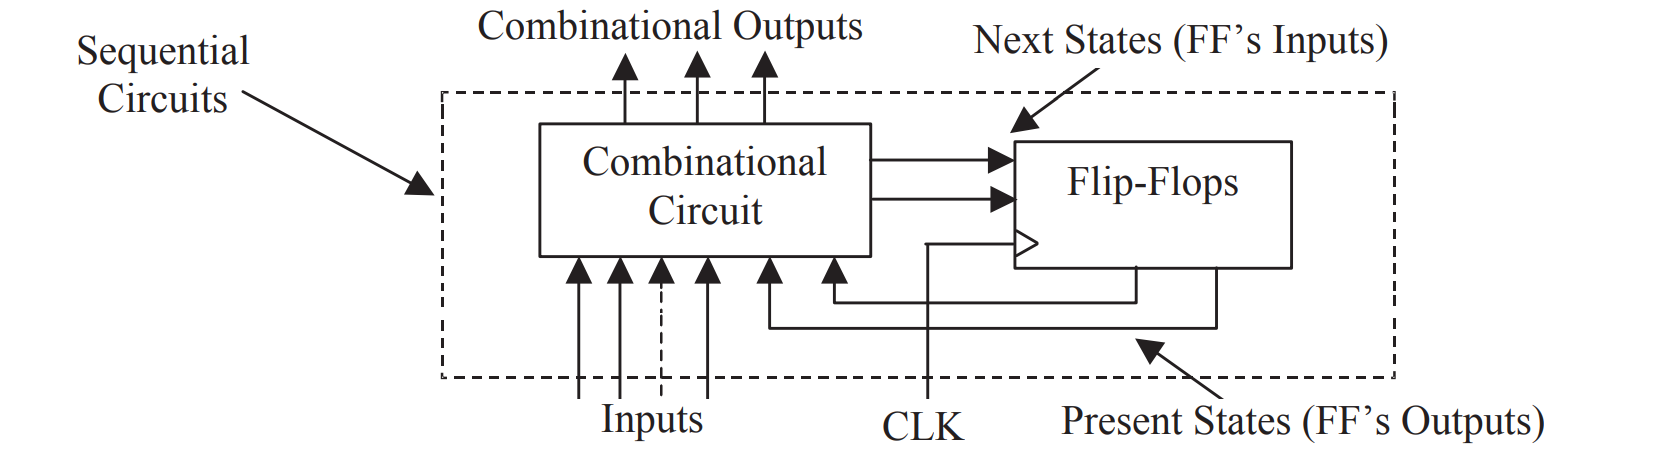 Combinational Outputs
Next States (FF's Inputs)
Sequential
Circuits
Combinational
Circuit
Flip-Flops
Inputs
CLK
Present States (FF's Outputs)